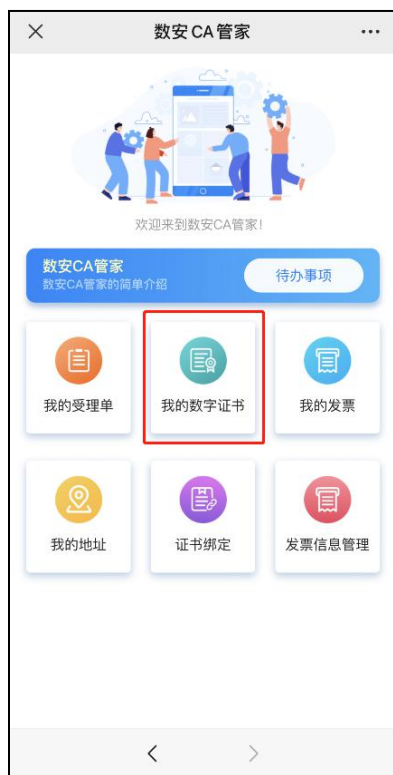 数安CA管家
欢迎来到数安CA管家!
数安CA管家
数安CA管家的简单介绍
待办事项
我的受理单
我的数字证书
我的发票
我的地址
证书绑定
发票信息管理